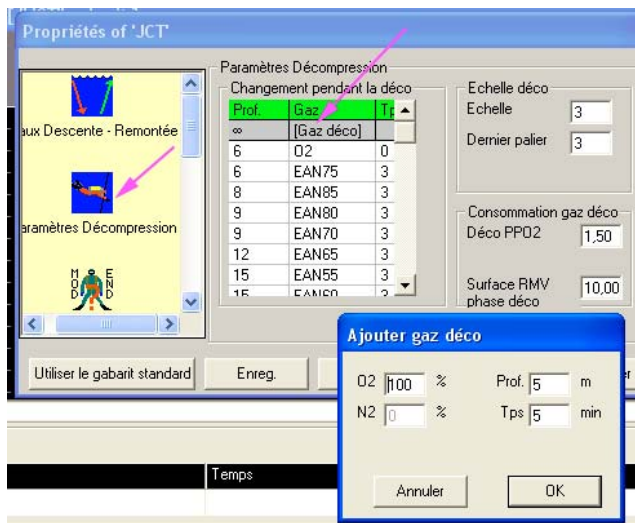 Propriétés of 'JCT'
aux Descente - Remontée
aramètres Décompression
M O D
E N D
Paramètres Décompression
Changement pendant la déco
Prof. Gaz Tp
∞ [Gaz déco]
6 O2 0
6 EAN75 3
8 EAN85 3
9 EAN80 3
9 EAN70 3
12 EAN65 3
15 EAN55 3
15 EAN60
Echelle déco
Echelle 3
Dernier palier 3
Consommation gaz déco
Déco PPO2 1,50
Surface RMV 10,00
phase déco
Utiliser le gabarit standard
Enreg.
Ajouter gaz déco
O2 100 % Prof. 5 m
N2 0 % Tps 5 min
Annuler OK
Temps